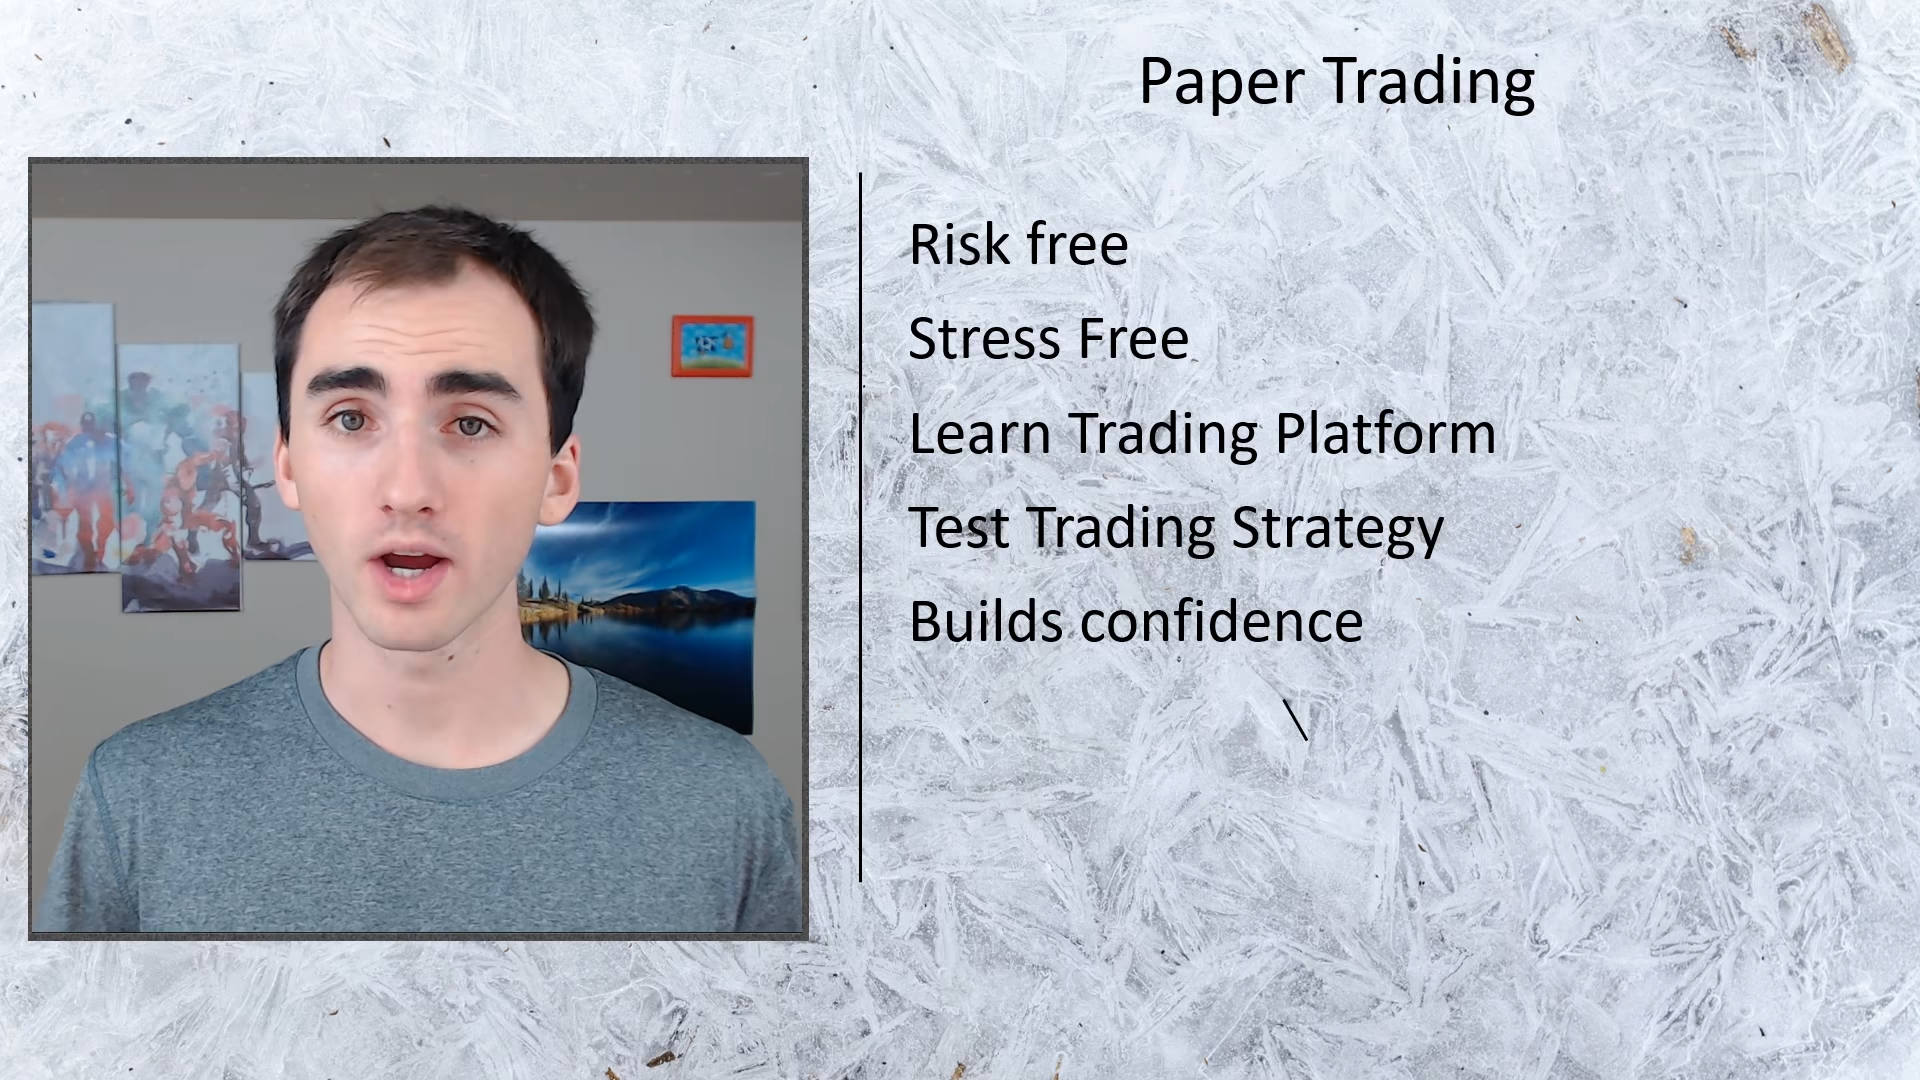 Paper Trading
Risk free
Stress Free
Learn Trading Platform
Test Trading Strategy
Builds confidence